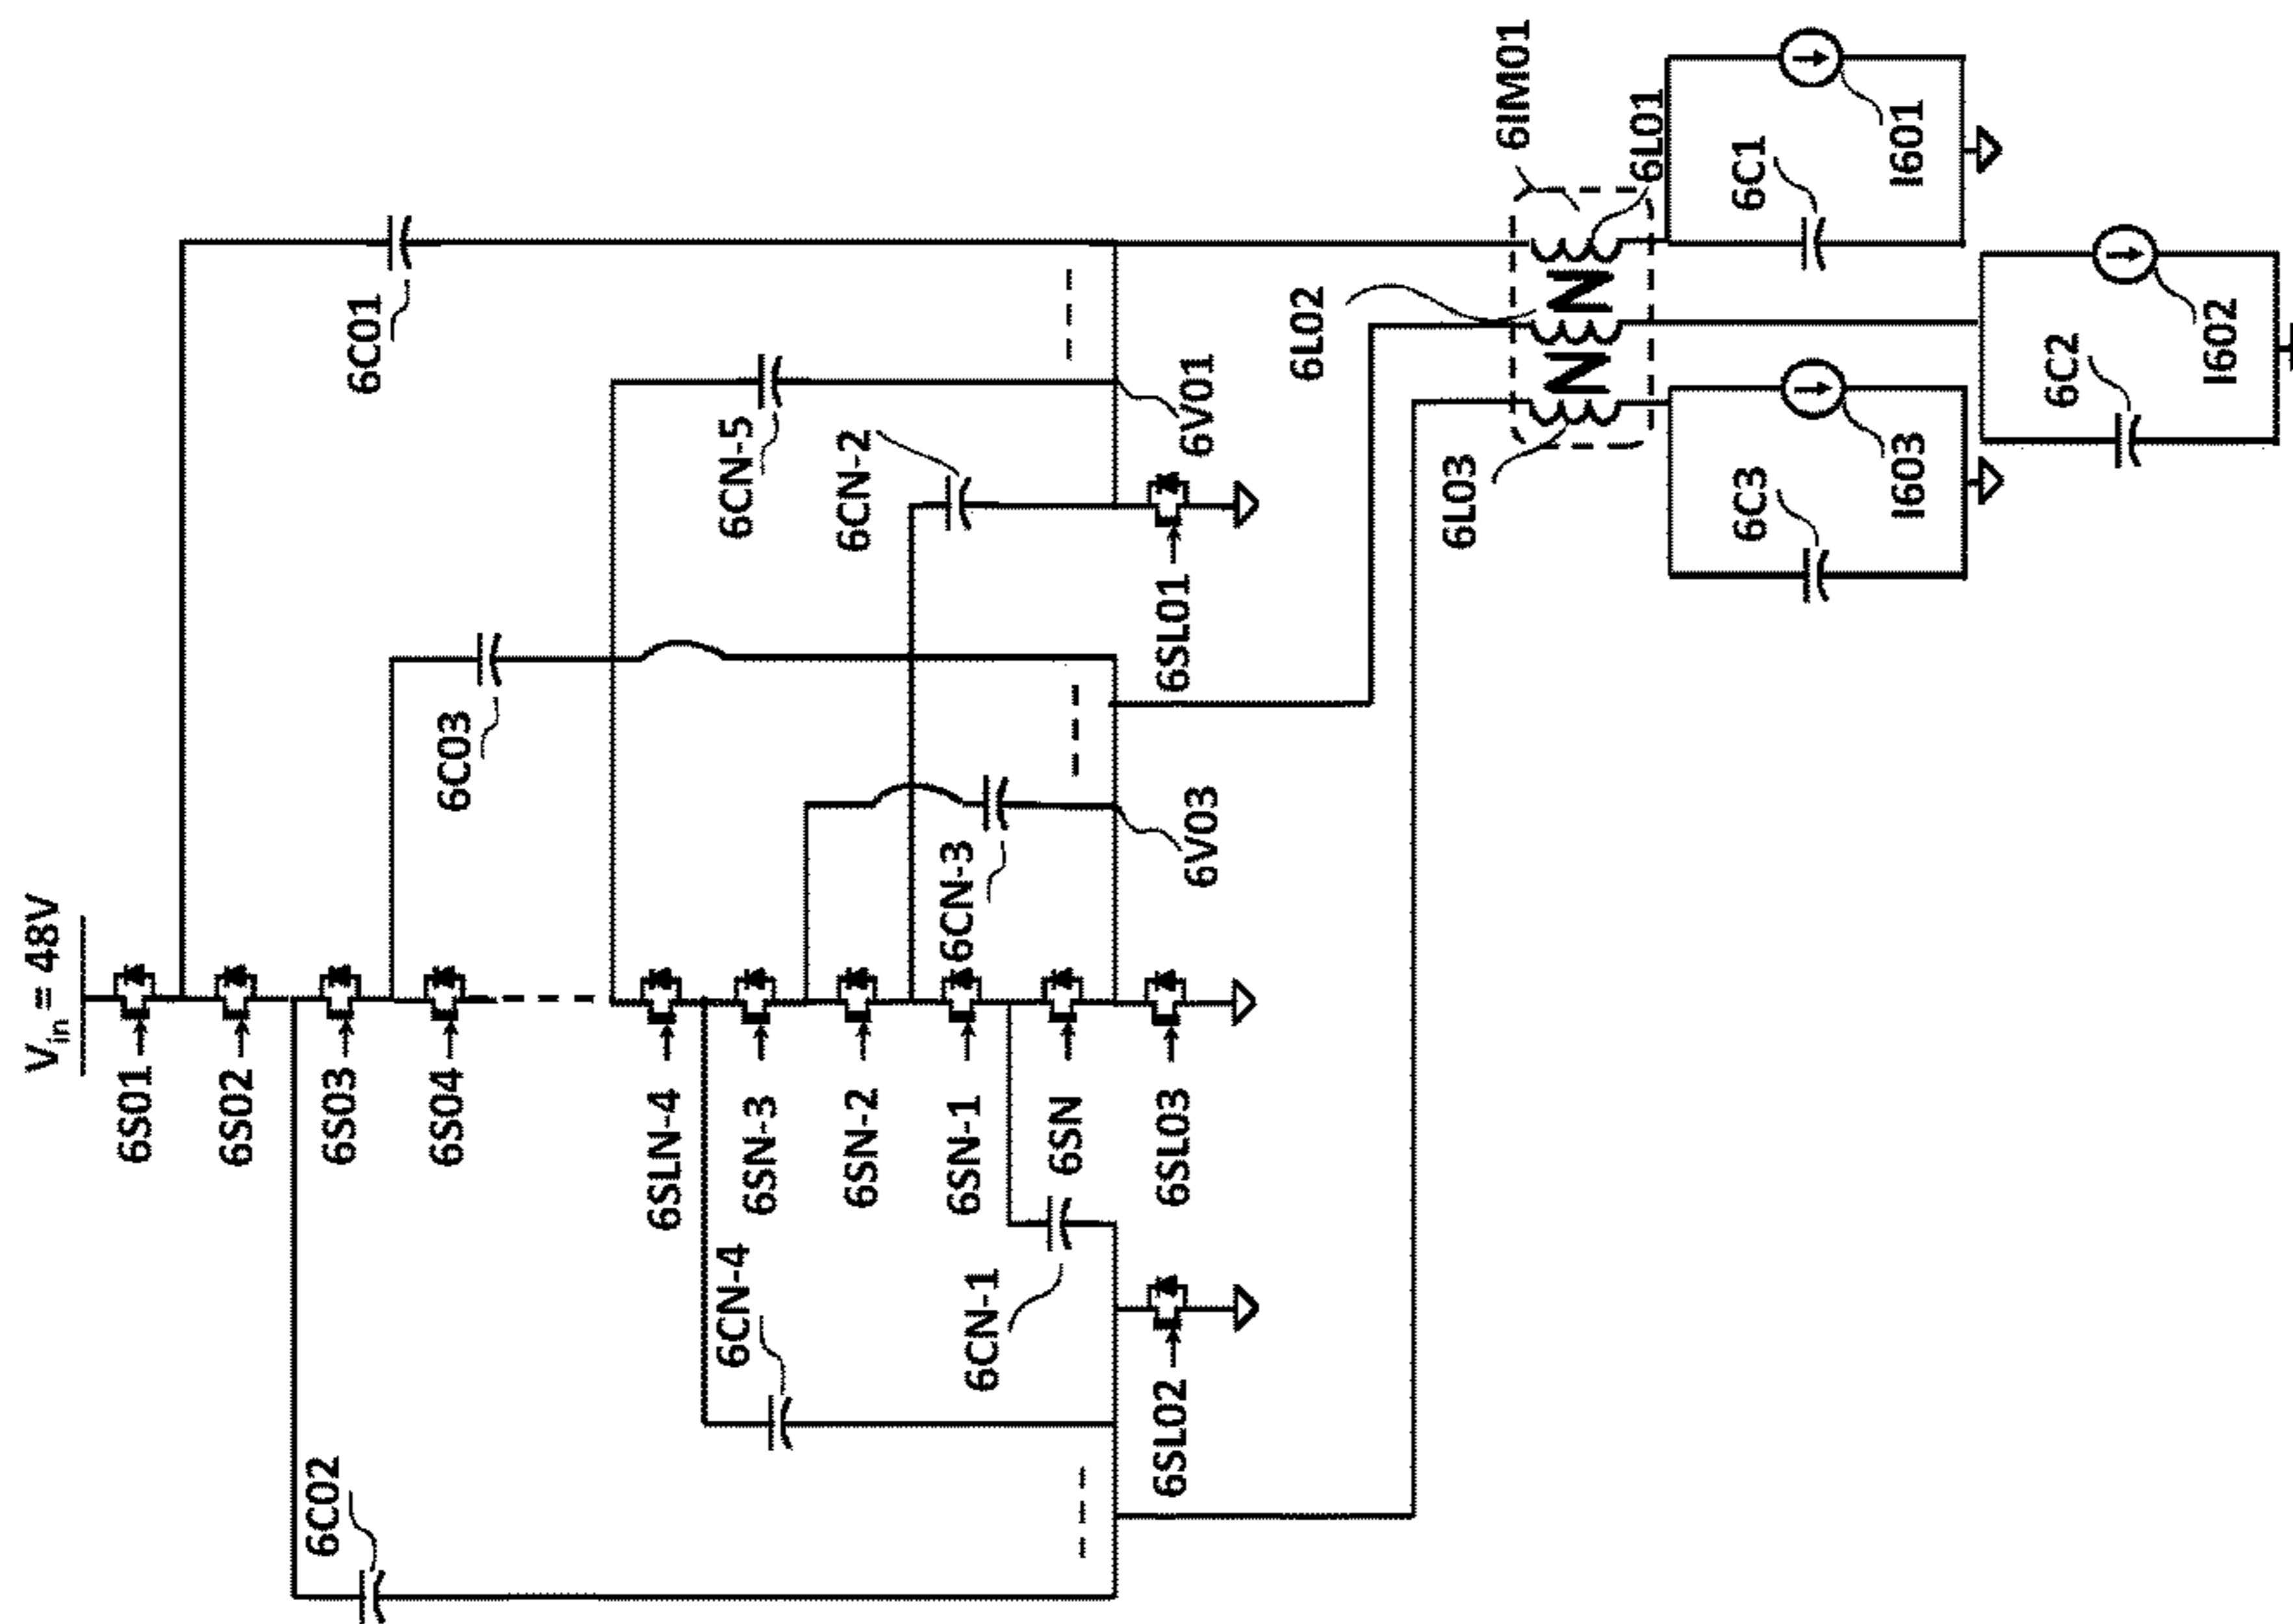 Vin = 48V
6S01
6S02
6S03
6S04
6SLN-4
6SN-3
6SN-2
6SN-1
6SN
6SL03
6C02
6CN-4
6CN-1
6SL02
6C03
6CN-3
6V03
6C01
6CN-5
6CN-2
6V01
6SL01
6L02
6L03
6IM01
6L01
6C1
I601
6C2
I602
6C3
I603
N
N